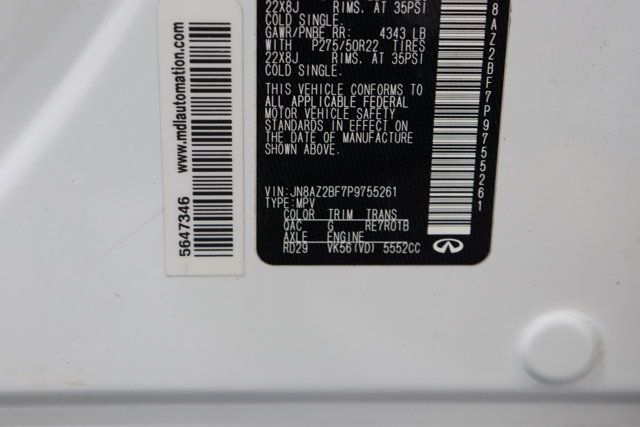 22X8J RIMS. AT 35PSI
COLD SINGLE.
GAWR/PNBE RR: 4343 LB
WITH P275/50R22 TIRES
22X8J RIMS. AT 35PSI
COLD SINGLE.
THIS VEHICLE CONFORMS TO
ALL APPLICABLE FEDERAL
MOTOR VEHICLE SAFETY
STANDARDS IN EFFECT ON
THE DATE OF MANUFACTURE
SHOWN ABOVE.
VIN:JN8AZ2BF7P9755261
TYPE:MPV
COLOR TRIM TRANS
QAC G RE7R01B
AXLE ENGINE
RD29 VK56(VD) 5552CC
8AZ2BF7P9755261
www.mdlautomation.com
5647346